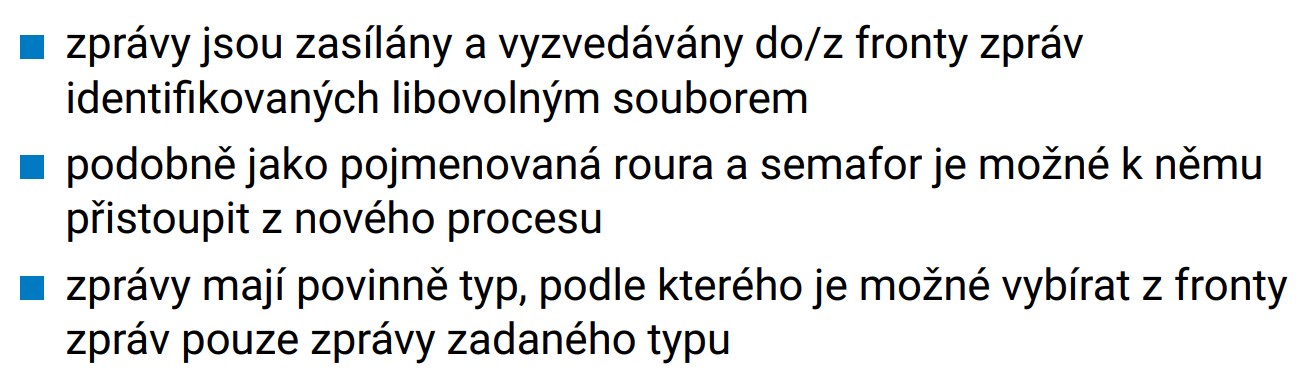 zprávy jsou zasílány a vyzvedávány do/z fronty zpráv
identifikovaných libovolným souborem
podobně jako pojmenovaná roura a semafor je možné k němu
přistoupit z nového procesu
zprávy mají povinně typ, podle kterého je možné vybírat z fronty
zpráv pouze zprávy zadaného typu